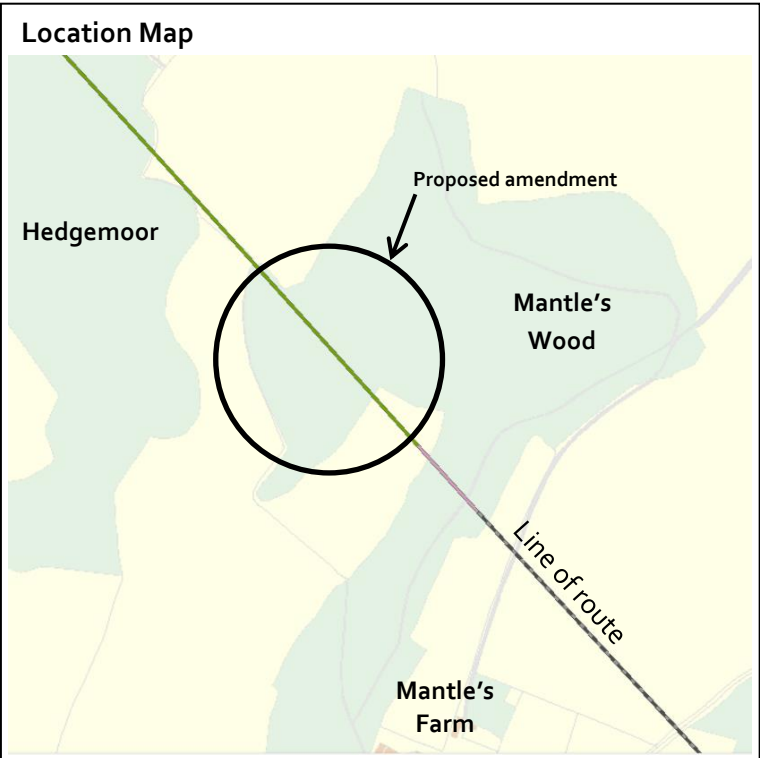 Location Map
Proposed amendment
Hedgemoor
Mantle's
Wood
Line of route
Mantle's
Farm